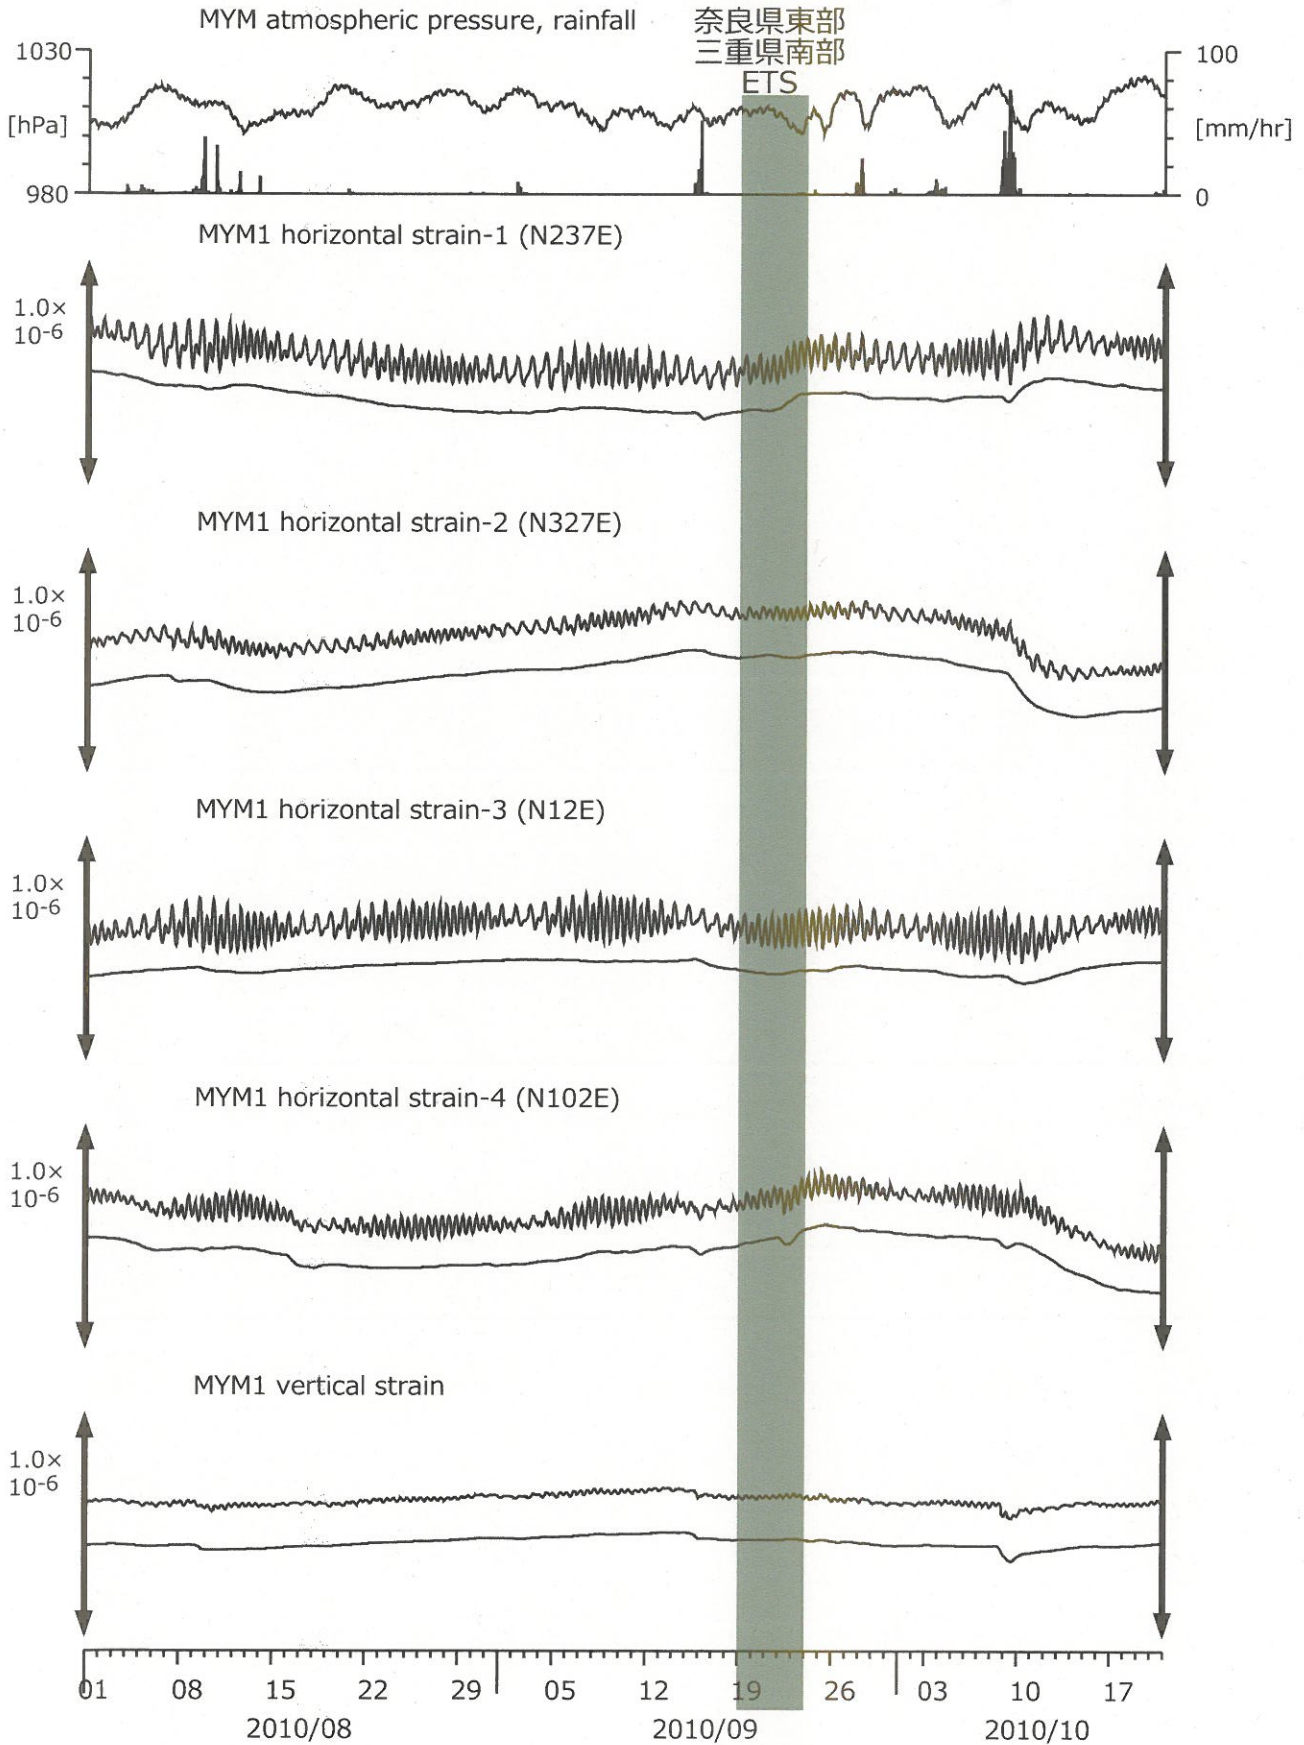 MYM atmospheric pressure, rainfall
奈良県東部
三重県南部
ETS
1030
[hPa]
980
100
[mm/hr]
0
MYM1 horizontal strain-1 (N237E)
1.0×
10-6
MYM1 horizontal strain-2 (N327E)
1.0×
10-6
MYM1 horizontal strain-3 (N12E)
1.0×
10-6
MYM1 horizontal strain-4 (N102E)
1.0×
10-6
MYM1 vertical strain
1.0×
10-6
01 08 15 22 29 05 12 19 26 03 10 17
2010/08 2010/09 2010/10